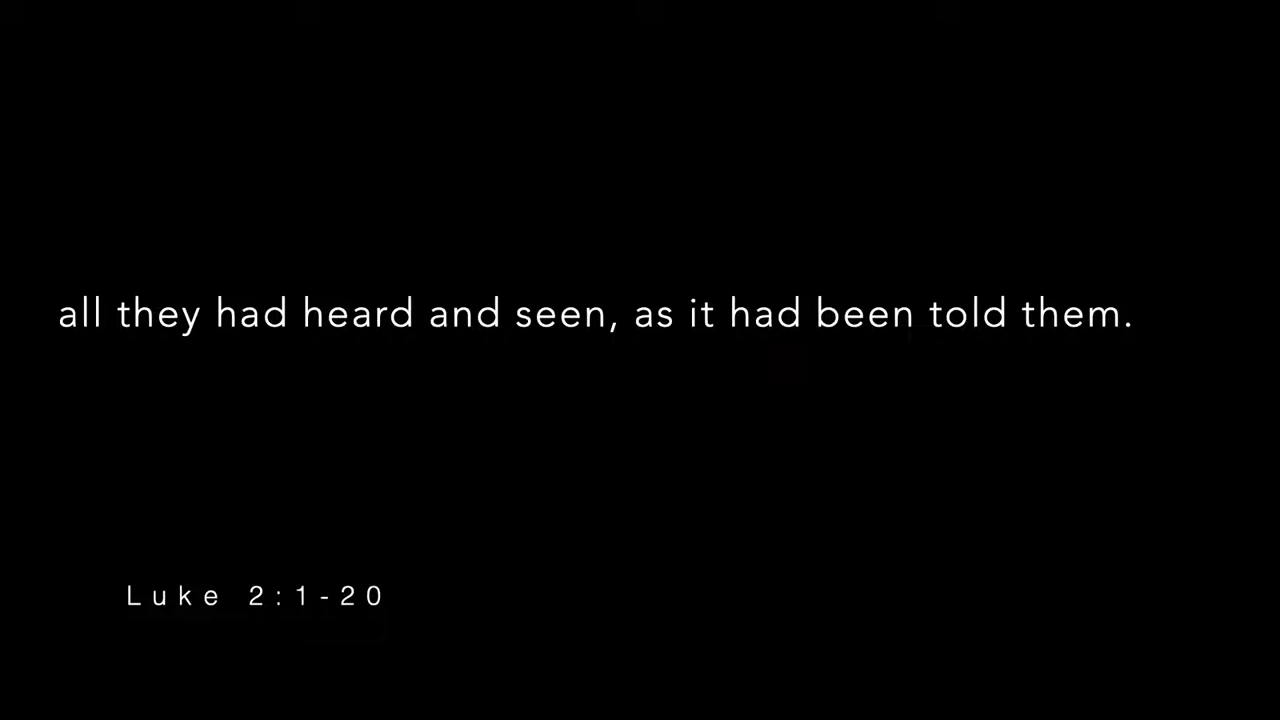 all they had heard and seen, as it had been told them.
Luke 2:1-20